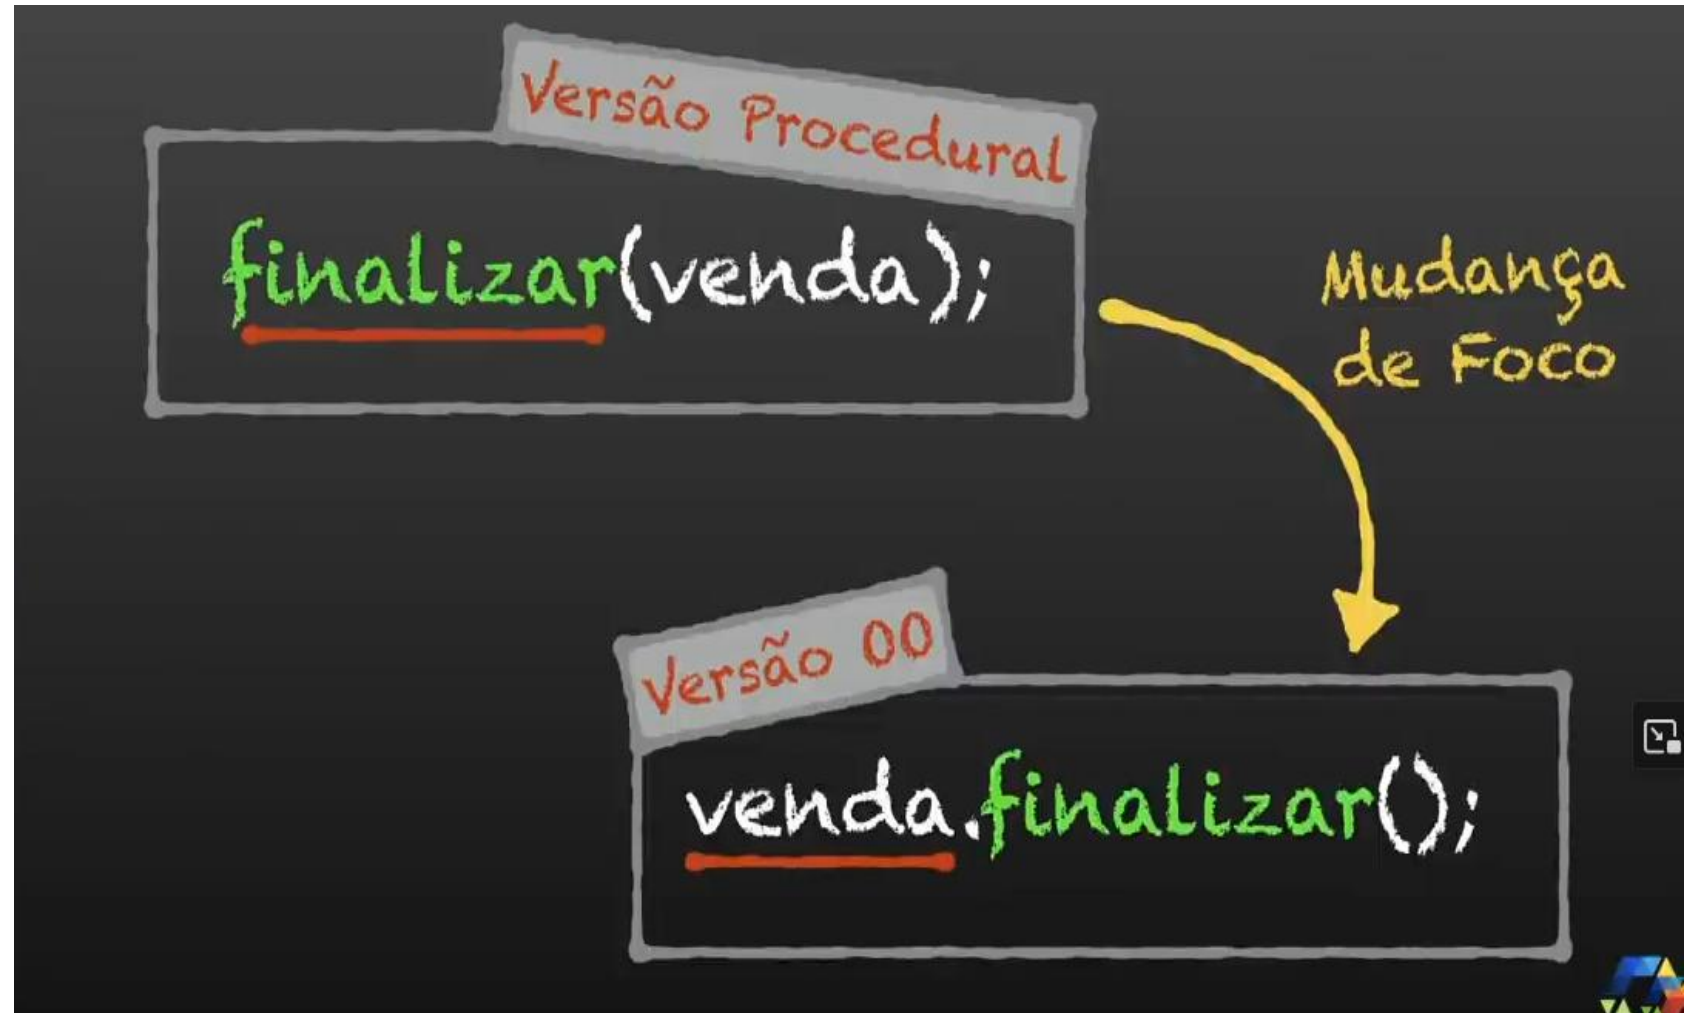 Versão Procedural
finalizar(venda);
Mudança
de Foco
Versão OO
venda.finalizar();